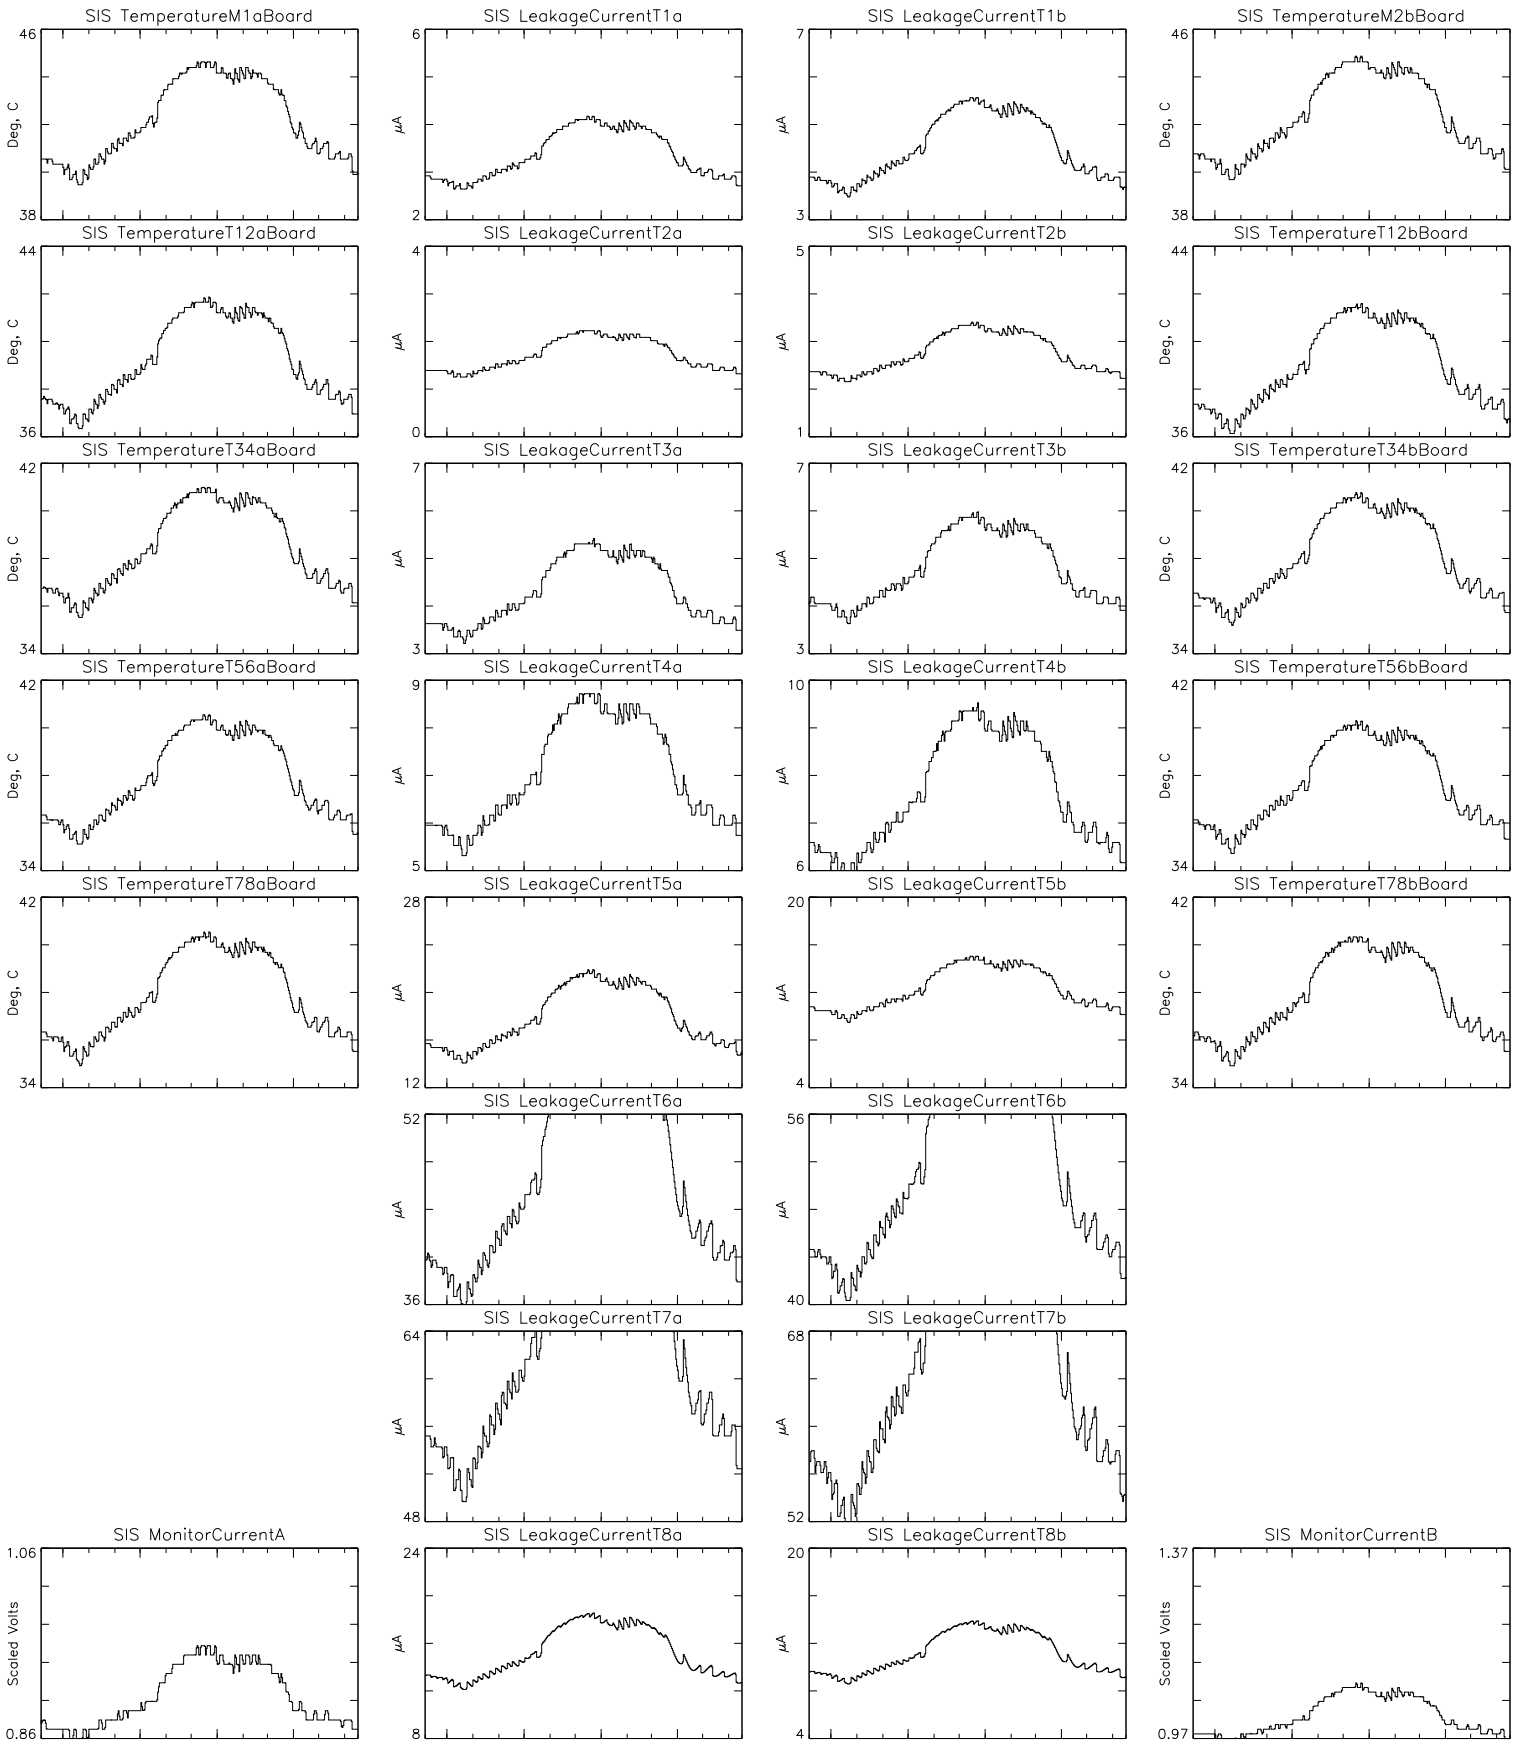 SIS TemperatureM1aBoard
46
Deg, C
38
SIS LeakageCurrentT1a
6
μA
2
SIS LeakageCurrentT1b
7
μA
3
SIS TemperatureM2bBoard
46
Deg, C
38
SIS TemperatureT12aBoard
44
Deg, C
36
SIS LeakageCurrentT2a
4
μA
0
SIS LeakageCurrentT2b
5
μA
1
SIS TemperatureT12bBoard
44
Deg, C
36
SIS TemperatureT34aBoard
42
Deg, C
34
SIS LeakageCurrentT3a
7
μA
3
SIS LeakageCurrentT3b
7
μA
3
SIS TemperatureT34bBoard
42
Deg, C
34
SIS TemperatureT56aBoard
42
Deg, C
34
SIS LeakageCurrentT4a
9
μA
5
SIS LeakageCurrentT4b
10
μA
6
SIS TemperatureT56bBoard
42
Deg, C
34
SIS TemperatureT78aBoard
42
Deg, C
34
SIS LeakageCurrentT5a
28
μA
12
SIS LeakageCurrentT5b
20
μA
4
SIS TemperatureT78bBoard
42
Deg, C
34
SIS LeakageCurrentT6a
52
μA
36
SIS LeakageCurrentT6b
56
μA
40
SIS LeakageCurrentT7a
64
μA
48
SIS LeakageCurrentT7b
68
μA
52
SIS MonitorCurrentA
1.06
Scaled Volts
0.86
SIS LeakageCurrentT8a
24
μA
8
SIS LeakageCurrentT8b
20
μA
4
SIS MonitorCurrentB
1.37
Scaled Volts
0.97